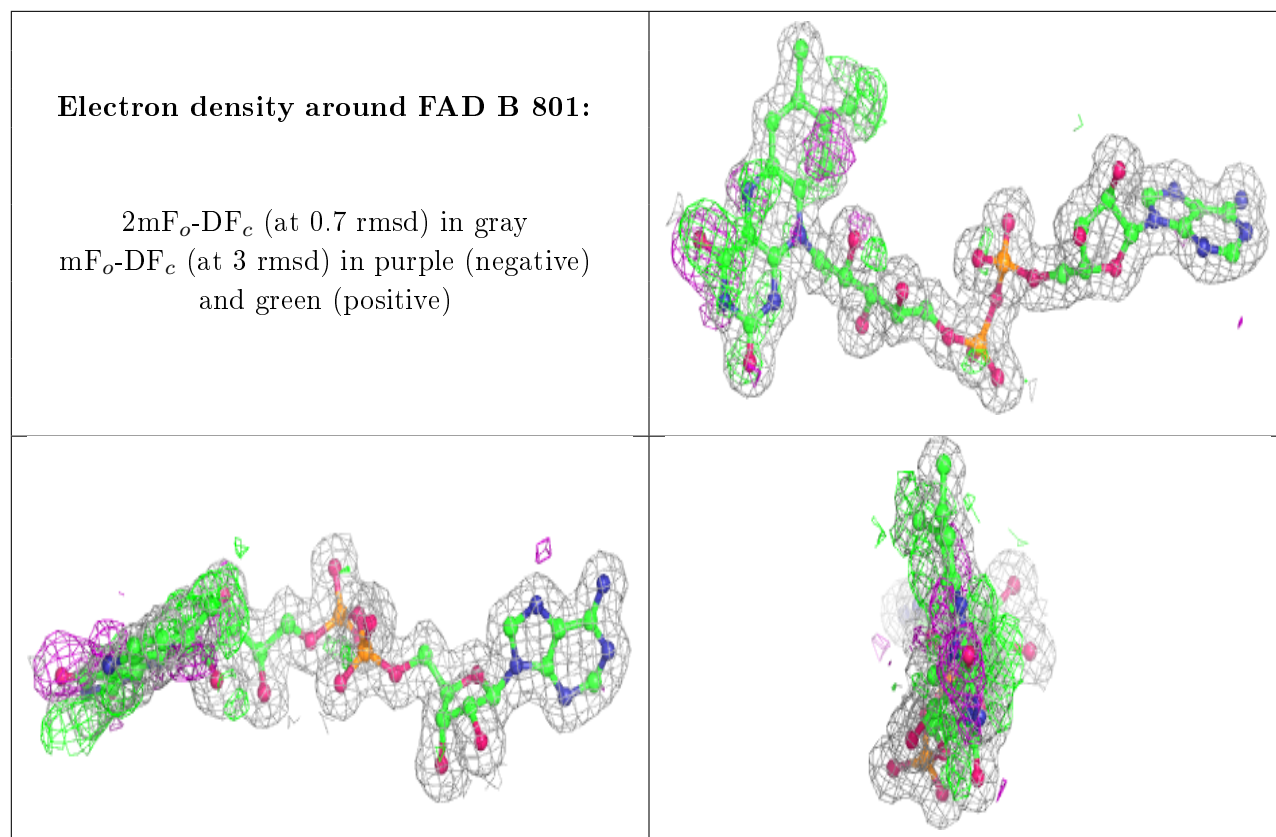 Electron density around FAD B 801:
2mFo-DFc (at 0.7 rmsd) in gray
mFo-DFc (at 3 rmsd) in purple (negative)
and green (positive)